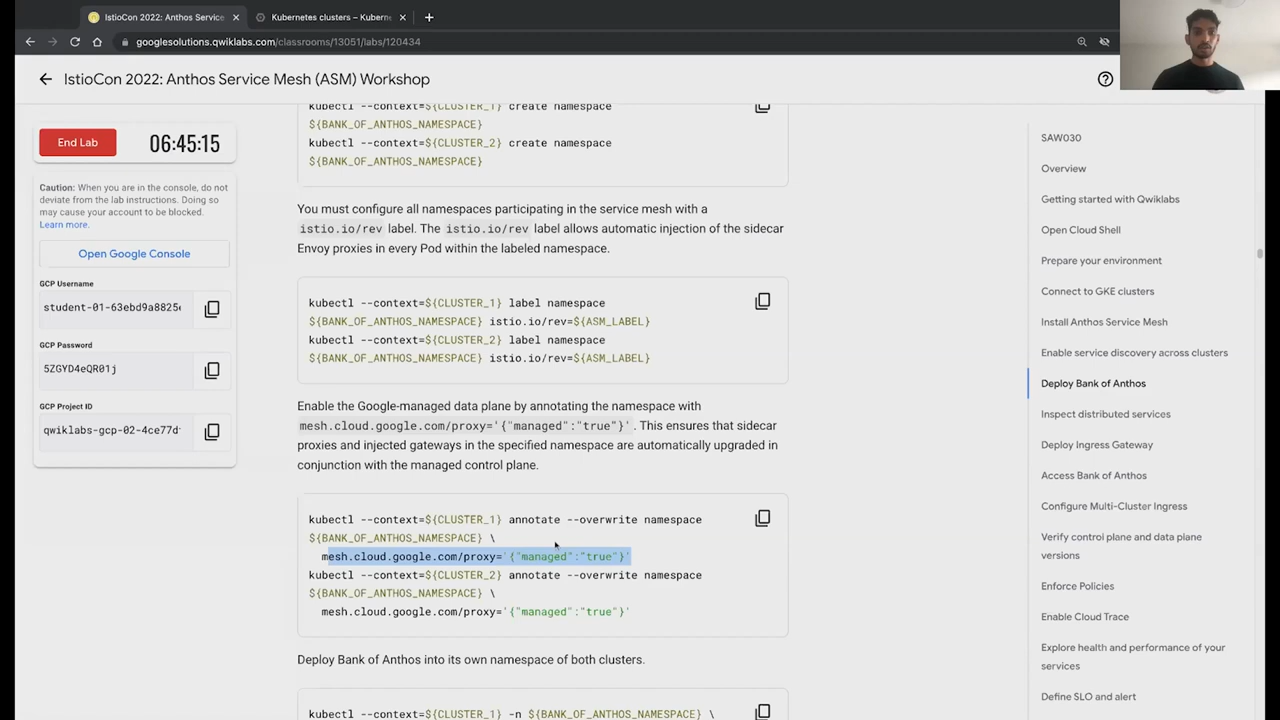 IstioCon 2022: Anthos Service
Kubernetes clusters – Kuberne
googlesolutions.qwiklabs.com/classrooms/13051/labs/120434
IstioCon 2022: Anthos Service Mesh (ASM) Workshop
End Lab
06:45:15
Caution: When you are in the console, do not
deviate from the lab instructions. Doing so
may cause your account to be blocked.
Learn more.
Open Google Console
GCP Username
student-01-63ebd9a8825
GCP Password
5ZGYD4eQR01j
GCP Project ID
qwiklabs-gcp-02-4ce77d
kubectl --context=${CLUSTER_1} create namespace
${BANK_OF_ANTHOS_NAMESPACE}
kubectl --context=${CLUSTER_2} create namespace
${BANK_OF_ANTHOS_NAMESPACE}
You must configure all namespaces participating in the service mesh with a
istio.io/rev label. The istio.io/rev label allows automatic injection of the sidecar
Envoy proxies in every Pod within the labeled namespace.
kubectl --context=${CLUSTER_1} label namespace
${BANK_OF_ANTHOS_NAMESPACE} istio.io/rev=${ASM_LABEL}
kubectl --context=${CLUSTER_2} label namespace
${BANK_OF_ANTHOS_NAMESPACE} istio.io/rev=${ASM_LABEL}
Enable the Google-managed data plane by annotating the namespace with
mesh.cloud.google.com/proxy='{"managed":"true"}'. This ensures that sidecar
proxies and injected gateways in the specified namespace are automatically upgraded in
conjunction with the managed control plane.
kubectl --context=${CLUSTER_1} annotate --overwrite namespace
${BANK_OF_ANTHOS_NAMESPACE} \
mesh.cloud.google.com/proxy='{"managed":"true"}'
kubectl --context=${CLUSTER_2} annotate --overwrite namespace
${BANK_OF_ANTHOS_NAMESPACE} \
mesh.cloud.google.com/proxy='{"managed":"true"}'
Deploy Bank of Anthos into its own namespace of both clusters.
kubectl --context=${CLUSTER_1} -n ${BANK_OF_ANTHOS_NAMESPACE} \
SAW030
Overview
Getting started with Qwiklabs
Open Cloud Shell
Prepare your environment
Connect to GKE clusters
Install Anthos Service Mesh
Enable service discovery across clusters
Deploy Bank of Anthos
Inspect distributed services
Deploy Ingress Gateway
Access Bank of Anthos
Configure Multi-Cluster Ingress
Verify control plane and data plane
versions
Enforce Policies
Enable Cloud Trace
Explore health and performance of your
services
Define SLO and alert